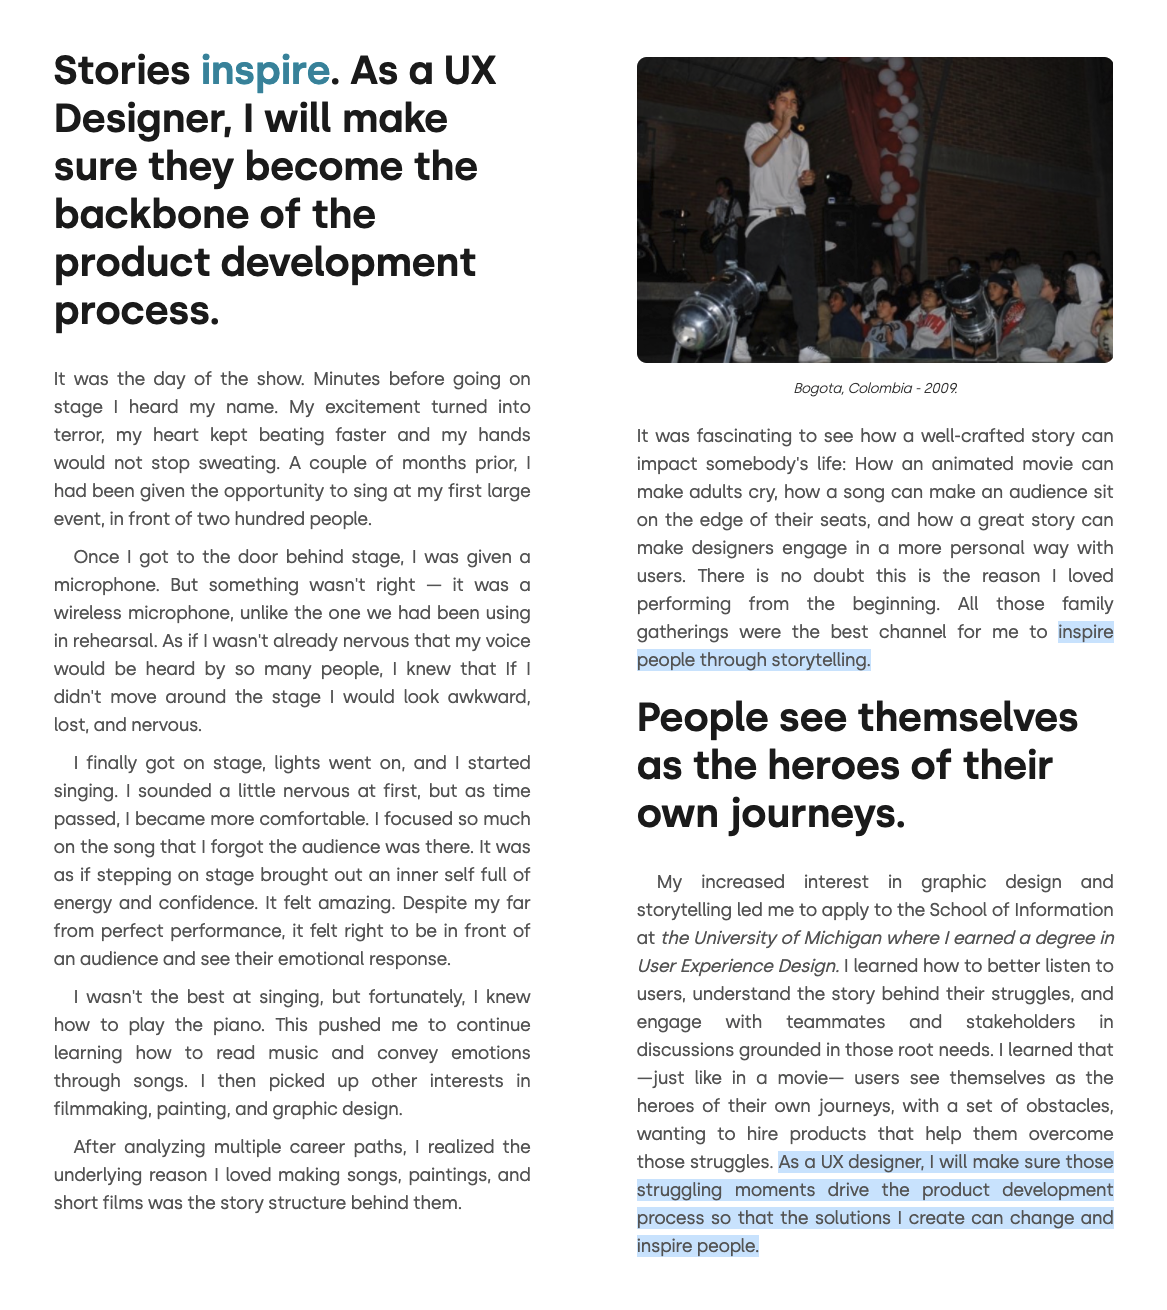 Stories inspire. As a UX
Designer, I will make
sure they become the
backbone of the
product development
process.
It was the day of the show. Minutes before going on
stage I heard my name. My excitement turned into
terror, my heart kept beating faster and my hands
would not stop sweating. A couple of months prior, I
had been given the opportunity to sing at my first large
event, in front of two hundred people.
Once I got to the door behind stage, I was given a
microphone. But something wasn't right — it was a
wireless microphone, unlike the one we had been using
in rehearsal. As if I wasn't already nervous that my voice
would be heard by so many people, I knew that If I
didn't move around the stage I would look awkward,
lost, and nervous.
I finally got on stage, lights went on, and I started
singing. I sounded a little nervous at first, but as time
passed, I became more comfortable. I focused so much
on the song that I forgot the audience was there. It was
as if stepping on stage brought out an inner self full of
energy and confidence. It felt amazing. Despite my far
from perfect performance, it felt right to be in front of
an audience and see their emotional response.
I wasn't the best at singing, but fortunately, I knew
how to play the piano. This pushed me to continue
learning how to read music and convey emotions
through songs. I then picked up other interests in
filmmaking, painting, and graphic design.
After analyzing multiple career paths, I realized the
underlying reason I loved making songs, paintings, and
short films was the story structure behind them.
Bogota, Colombia - 2009.
It was fascinating to see how a well-crafted story can
impact somebody's life: How an animated movie can
make adults cry, how a song can make an audience sit
on the edge of their seats, and how a great story can
make designers engage in a more personal way with
users. There is no doubt this is the reason I loved
performing from the beginning. All those family
gatherings were the best channel for me to inspire
people through storytelling.
People see themselves
as the heroes of their
own journeys.
My increased interest in graphic design and
storytelling led me to apply to the School of Information
at the University of Michigan where I earned a degree in
User Experience Design. I learned how to better listen to
users, understand the story behind their struggles, and
engage with teammates and stakeholders in
discussions grounded in those root needs. I learned that
—just like in a movie— users see themselves as the
heroes of their own journeys, with a set of obstacles,
wanting to hire products that help them overcome
those struggles. As a UX designer, I will make sure those
struggling moments drive the product development
process so that the solutions I create can change and
inspire people.